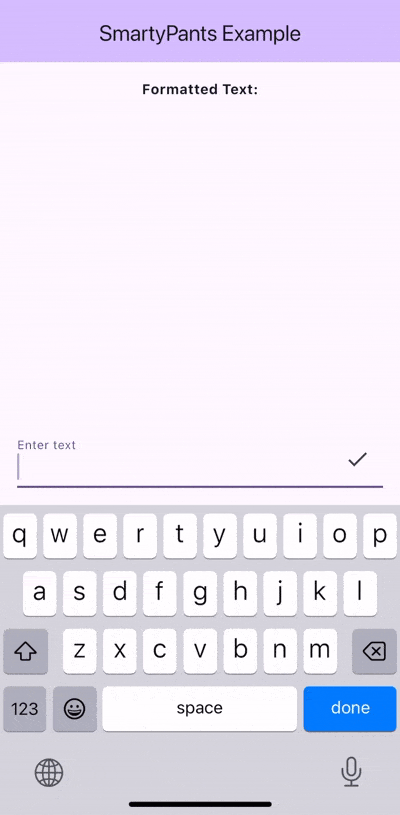 SmartyPants Example
Formatted Text:
Enter text
q w e r t y u i o p
a s d f g h j k l
z x c v b n m
123 space done